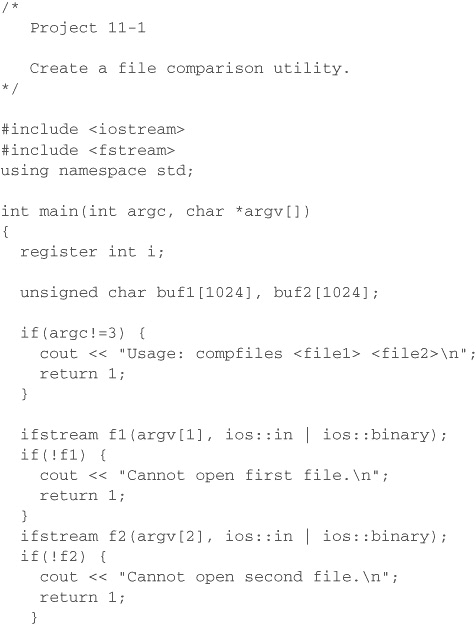 /*
   Project 11-1

   Create a file comparison utility.
*/

#include <iostream>
#include <fstream>
using namespace std;

int main(int argc, char *argv[])
{
  register int i;

  unsigned char buf1[1024], buf2[1024];

  if(argc!=3) {
    cout << "Usage: compfiles <file1> <file2>\n";
    return 1;
  }

  ifstream f1(argv[1], ios::in | ios::binary);
  if(!f1) {
    cout << "Cannot open first file.\n";
    return 1;
  }
  ifstream f2(argv[2], ios::in | ios::binary);
  if(!f2) {
    cout << "Cannot open second file.\n";
    return 1;
   }